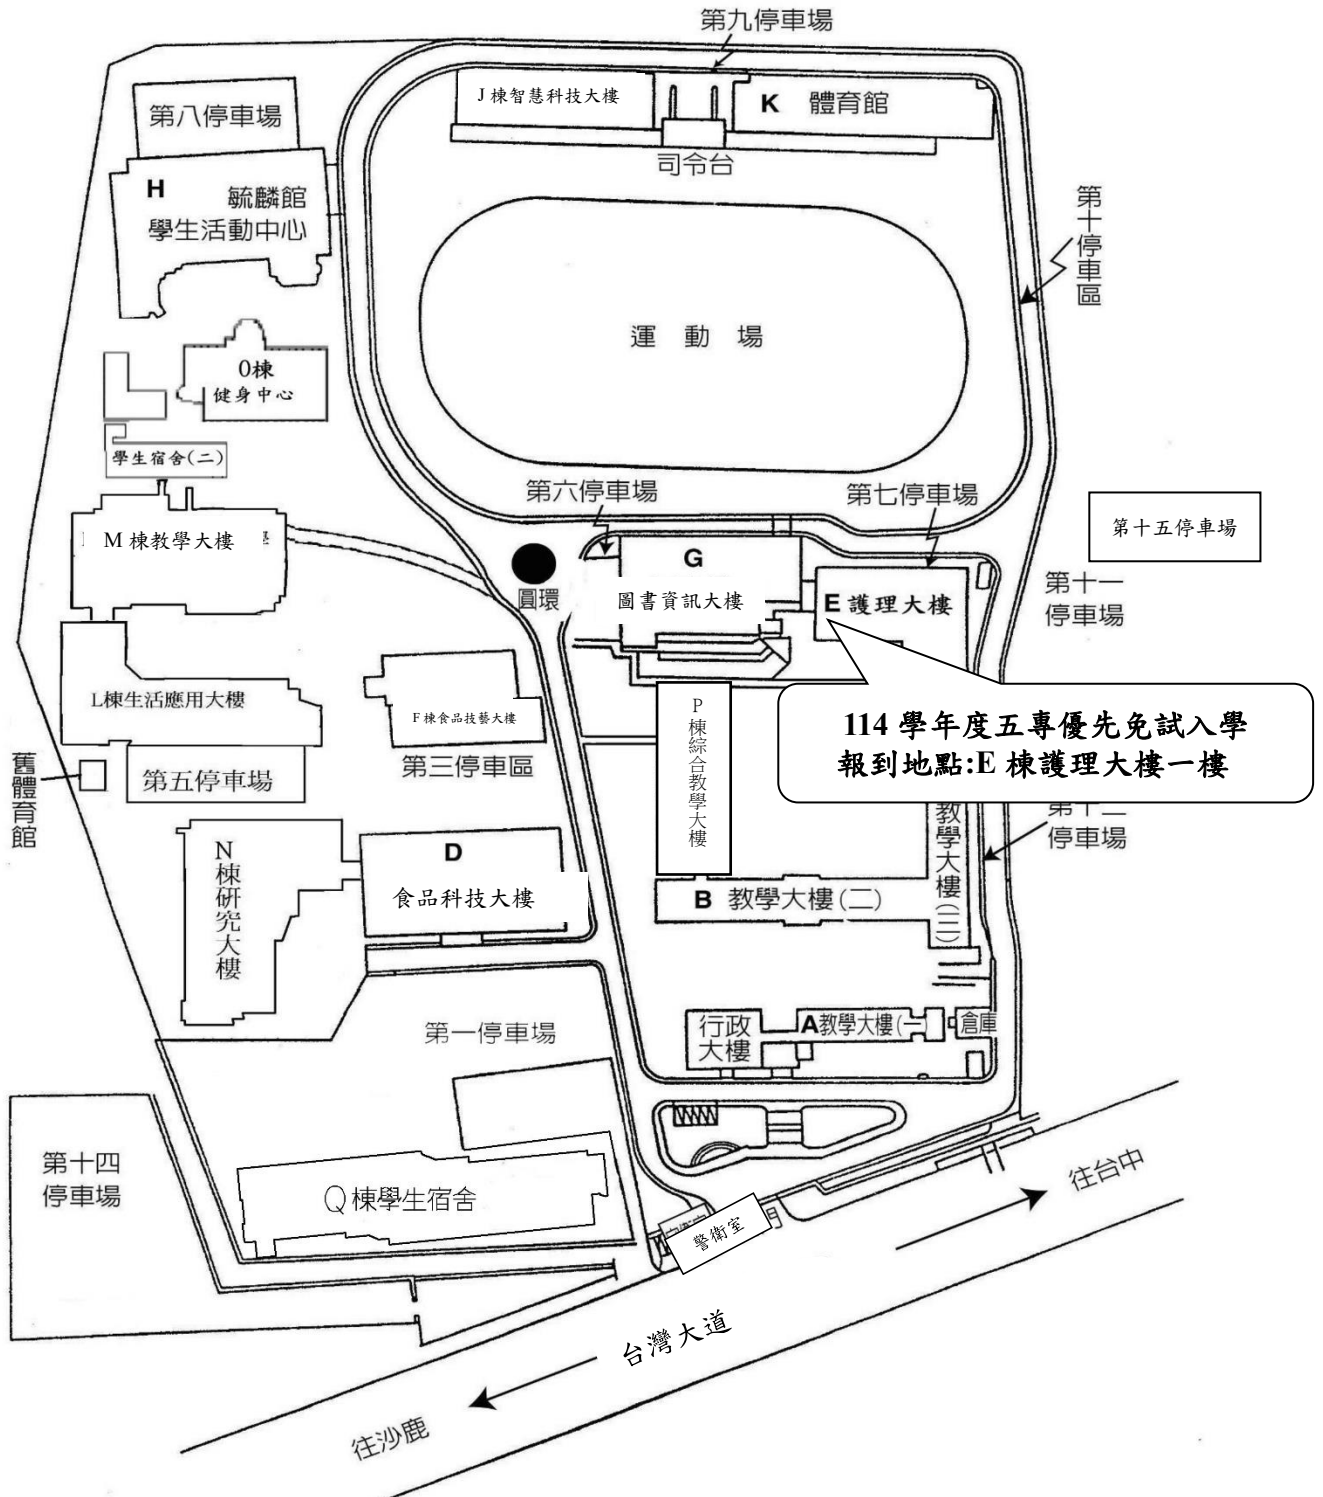 第九停車場
J棟智慧科技大樓
K 體育館
第八停車場
司令台
H 毓麟館
學生活動中心
第十停車區
運動場
O棟
健身中心
學生宿舍(二)
第六停車場
第七停車場
M棟教學大樓
第十五停車場
G
圖書資訊大樓
圓環
E護理大樓
第十一
停車場
L棟生活應用大樓
F棟食品技藝大樓
P棟綜合教學大樓
114學年度五專優先免試入學
報到地點:E棟護理大樓一樓
舊體育館
第五停車場
第三停車區
停車場
教學大樓(三)
N棟研究大樓
D
食品科技大樓
B 教學大樓(二)
第一停車場
行政
大樓
A教學大樓(一
倉庫
第十四
停車場
Q棟學生宿舍
警衛室
往台中
台灣大道
往沙鹿